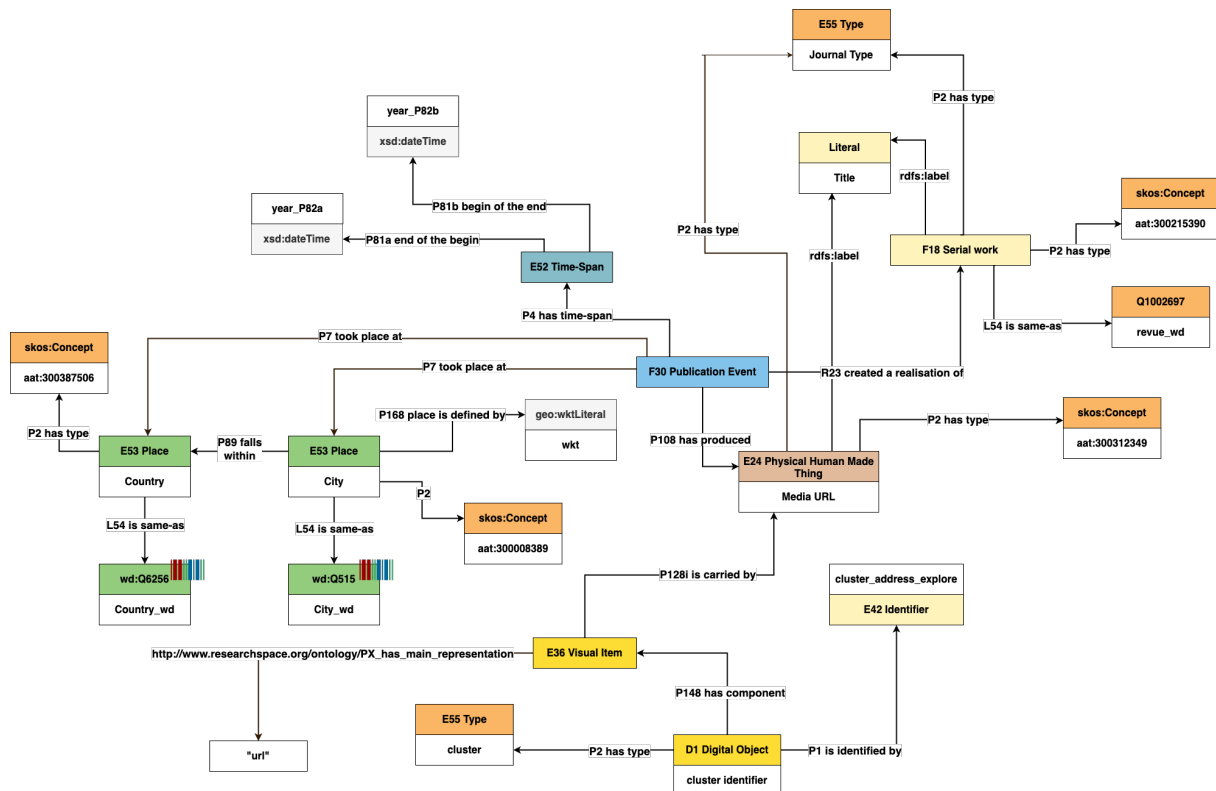 E55 Type
Journal Type
P2 has type
year_P82b
xsd:dateTime
Literal
Title
rdfs:label
skos:Concept
aat:300215390
year_P82a
xsd:dateTime
P81b begin of the end
P81a end of the begin
P2 has type
F18 Serial work
P2 has type
E52 Time-Span
rdfs:label
Q1002697
revue_wd
L54 is same-as
P4 has time-span
P7 took place at
skos:Concept
aat:300387506
P7 took place at
F30 Publication Event
R23 created a realisation of
skos:Concept
aat:300312349
P2 has type
P168 place is defined by
geo:wktLiteral
wkt
P2 has type
E53 Place
Country
P89 falls
within
E53 Place
City
P108 has produced
E24 Physical Human Made
Thing
Media URL
P2
skos:Concept
aat:300008389
L54 is same-as
L54 is same-as
wd:Q6256
Country_wd
wd:Q515
City_wd
P128i is carried by
cluster_address_explore
E42 Identifier
http://www.researchspace.org/ontology/PX_has_main_representation
E36 Visual Item
P148 has component
E55 Type
cluster
P2 has type
D1 Digital Object
cluster identifier
P1 is identified by
"url"